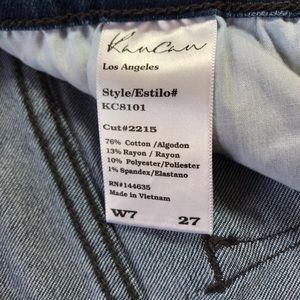 KanCan
Los Angeles
Style/Estilo#
KC8101
Cut#2215
76% Cotton /Algodon
13% Rayon / Rayon
10% Polyester/Poliester
1% Spandex/Elastano
RN#144635
Made in Vietnam
W7 27